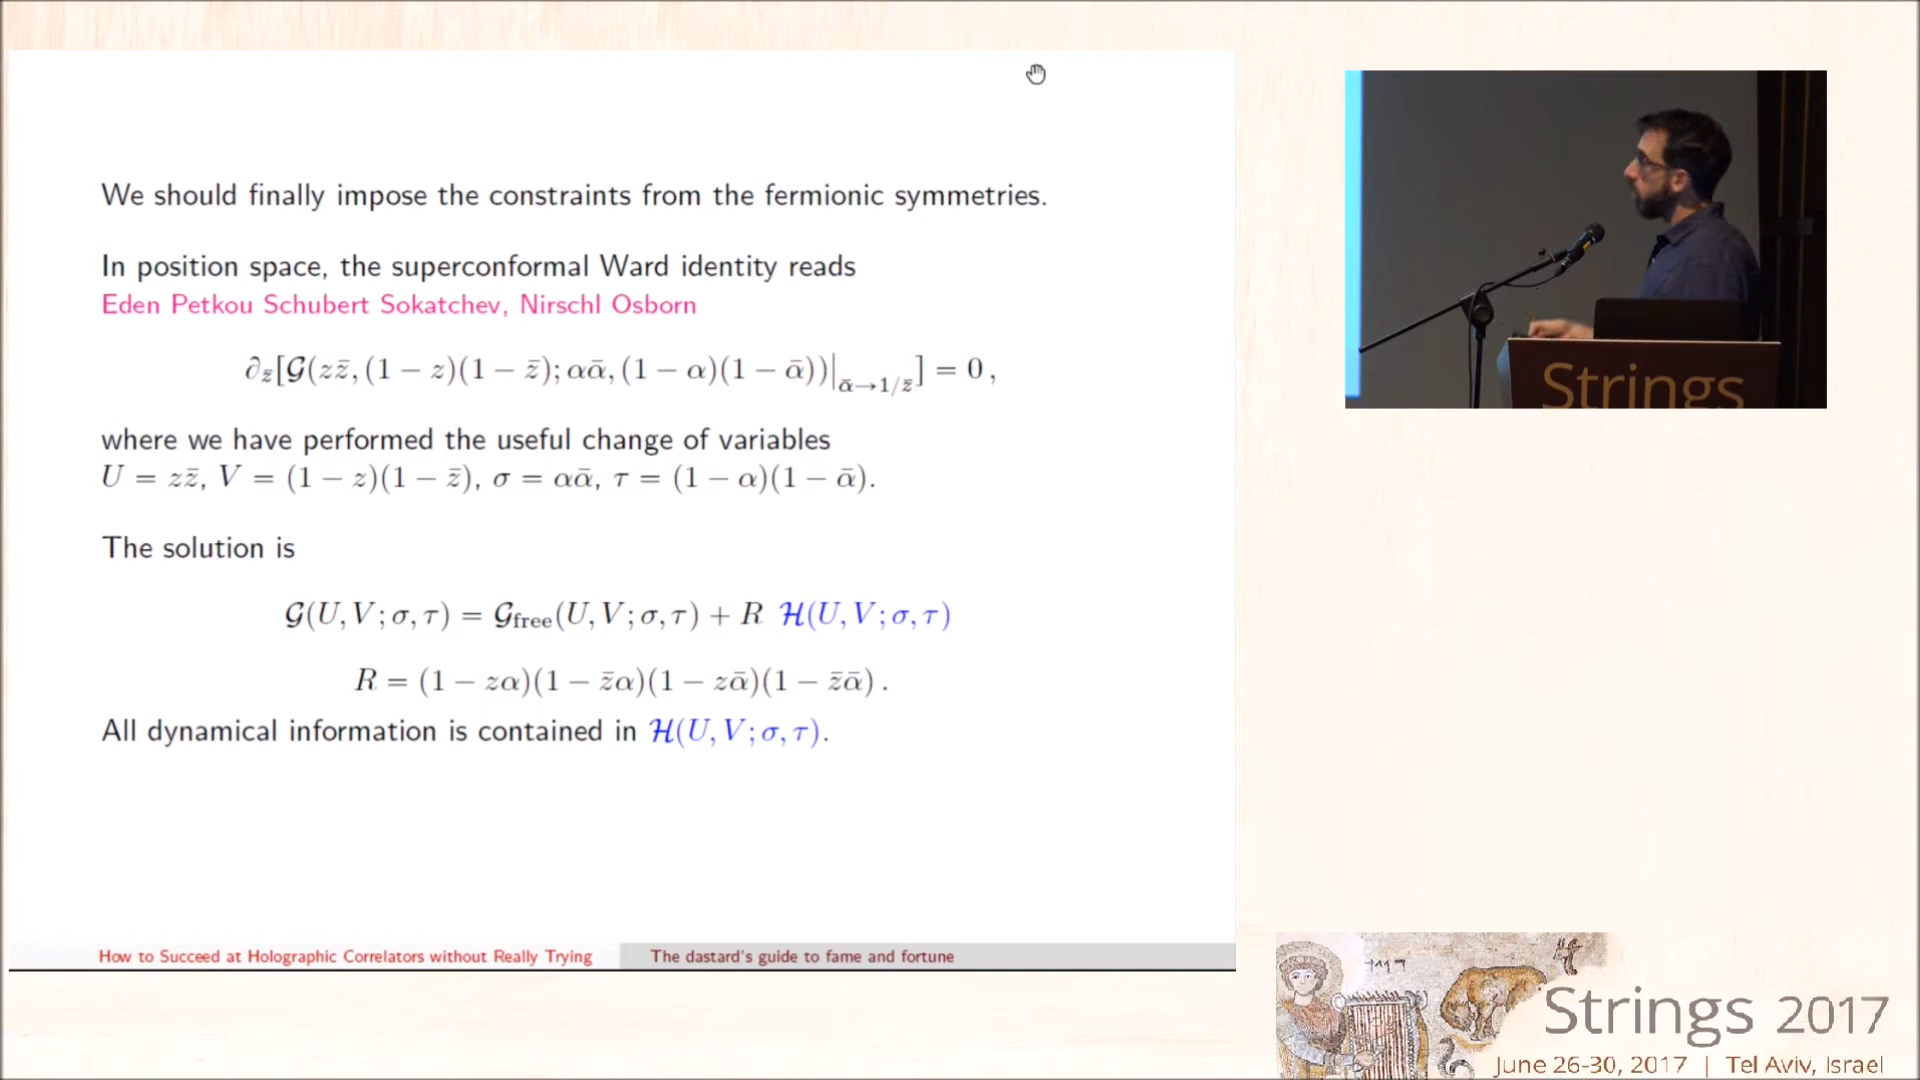 We should finally impose the constraints from the fermionic symmetries.
In position space, the superconformal Ward identity reads
Eden Petkou Schubert Sokatchev, Nirschl Osborn
∂_z̄[𝒢(zz̄, (1 − z)(1 − z̄); αᾱ, (1 − α)(1 − ᾱ))|_{ᾱ→1/z̄}] = 0 ,
where we have performed the useful change of variables
U = zz̄, V = (1 − z)(1 − z̄), σ = αᾱ, τ = (1 − α)(1 − ᾱ).
The solution is
𝒢(U, V; σ, τ) = 𝒢_free(U, V; σ, τ) + R ℋ(U, V; σ, τ)
R = (1 − zα)(1 − z̄α)(1 − zᾱ)(1 − z̄ᾱ) .
All dynamical information is contained in ℋ(U, V; σ, τ).
How to Succeed at Holographic Correlators without Really Trying
The dastard's guide to fame and fortune
Strings
Strings 2017
June 26-30, 2017 | Tel Aviv, Israel